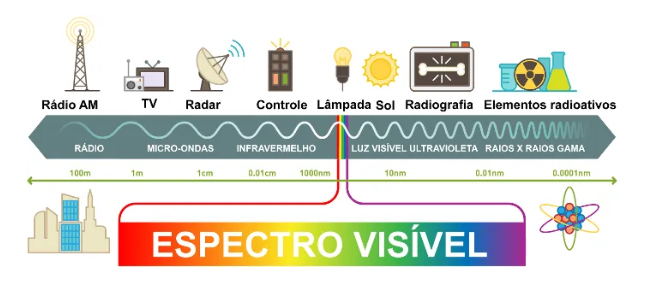 Rádio AM TV Radar Controle Lâmpada Sol Radiografia Elementos radioativos
RÁDIO MICRO-ONDAS INFRAVERMELHO LUZ VISÍVEL ULTRAVIOLETA RAIOS X RAIOS GAMA
100m 1m 1cm 0.01cm 1000nm 10nm 0.01nm 0.0001nm
ESPECTRO VISÍVEL